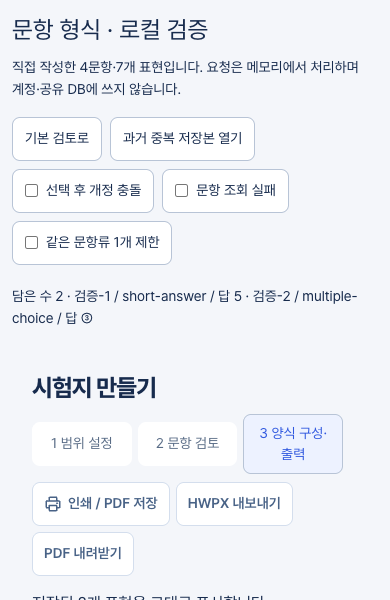 문항 형식 · 로컬 검증
직접 작성한 4문항·7개 표현입니다. 요청은 메모리에서 처리하며
계정·공유 DB에 쓰지 않습니다.
기본 검토로
과거 중복 저장본 열기
선택 후 개정 충돌
문항 조회 실패
같은 문항류 1개 제한
담은 수 2 · 검증-1 / short-answer / 답 5 · 검증-2 / multiple-
choice / 답 ③
시험지 만들기
1 범위 설정
2 문항 검토
3 양식 구성·
출력
인쇄 / PDF 저장
HWPX 내보내기
PDF 내려받기